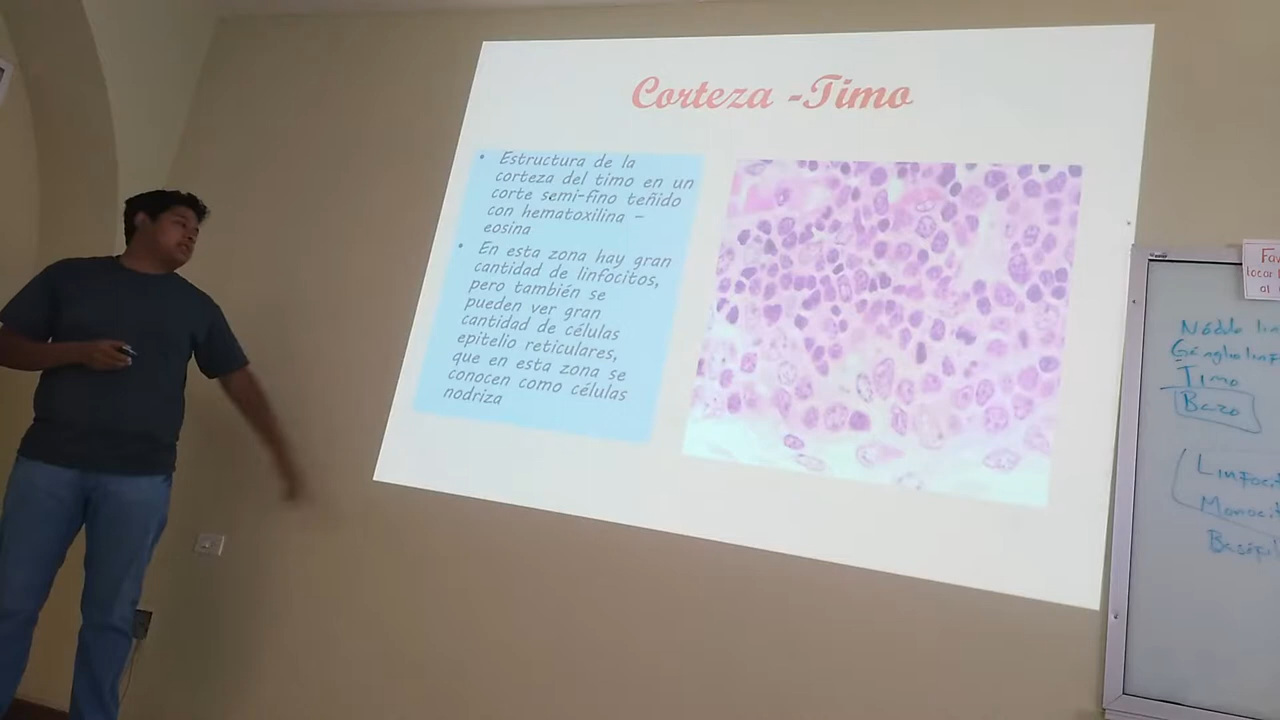 Corteza -Timo
• Estructura de la
corteza del timo en un
corte semi-fino teñido
con hematoxilina –
eosina
• En esta zona hay gran
cantidad de linfocitos,
pero también se
pueden ver gran
cantidad de células
epitelio reticulares,
que en esta zona se
conocen como células
nodriza
tocar
al
Timo
Bazo